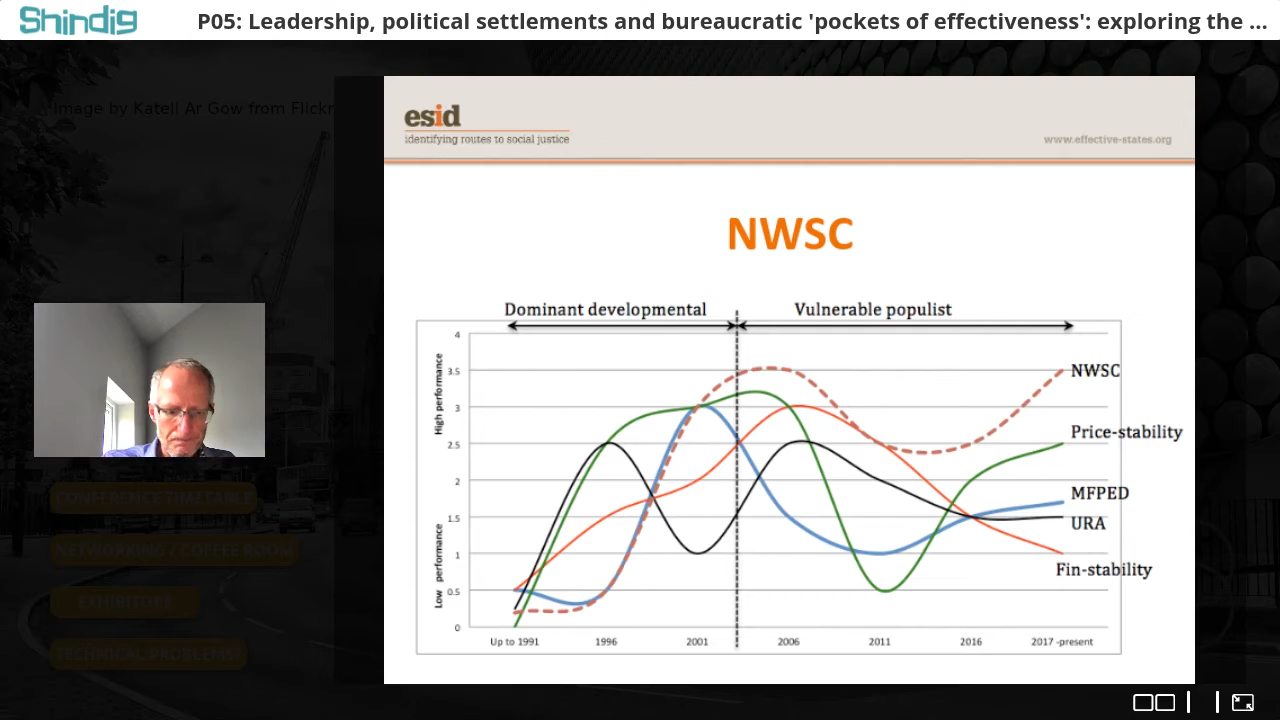 Shindig
P05: Leadership, political settlements and bureaucratic 'pockets of effectiveness': exploring the ...
Image by Katell Ar Gow from Flickr
esid
identifying routes to social justice
www.effective-states.org
NWSC
Dominant developmental
Vulnerable populist
High performance
Low performance
4
3.5
3
2.5
2
1.5
1
0.5
0
NWSC
Price-stability
MFPED
URA
Fin-stability
Up to 1991
1996
2001
2006
2011
2016
2017 -present
CONFERENCE TIMETABLE
NETWORKING / COFFEE ROOM
EXHIBITORS
TECHNICAL PROBLEMS?